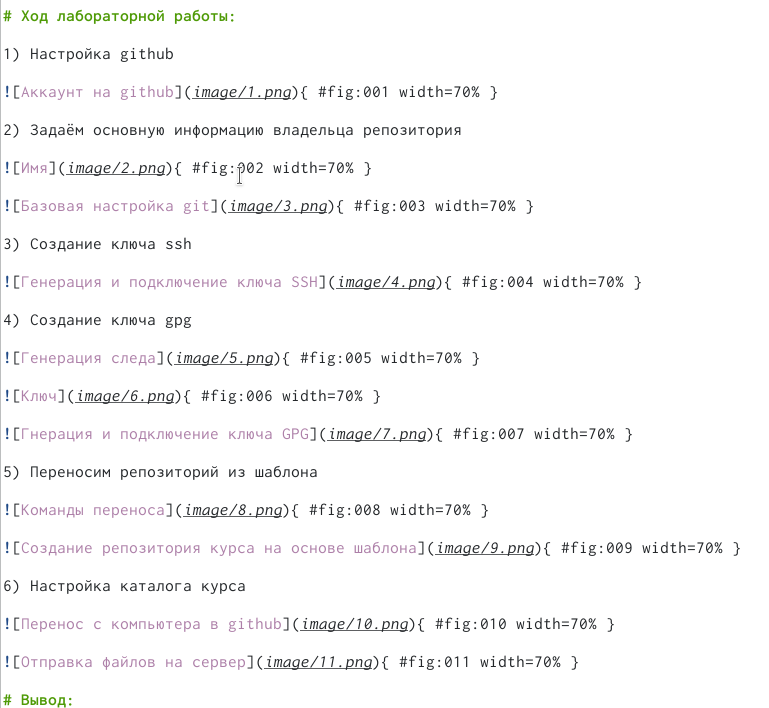 # Ход лабораторной работы:
1) Настройка github
![Аккаунт на github](image/1.png){ #fig:001 width=70% }
2) Задаём основную информацию владельца репозитория
![Имя](image/2.png){ #fig:002 width=70% }
![Базовая настройка git](image/3.png){ #fig:003 width=70% }
3) Создание ключа ssh
![Генерация и подключение ключа SSH](image/4.png){ #fig:004 width=70% }
4) Создание ключа gpg
![Генерация следа](image/5.png){ #fig:005 width=70% }
![Ключ](image/6.png){ #fig:006 width=70% }
![Гнерация и подключение ключа GPG](image/7.png){ #fig:007 width=70% }
5) Переносим репозиторий из шаблона
![Команды переноса](image/8.png){ #fig:008 width=70% }
![Создание репозитория курса на основе шаблона](image/9.png){ #fig:009 width=70% }
6) Настройка каталога курса
![Перенос с компьютера в github](image/10.png){ #fig:010 width=70% }
![Отправка файлов на сервер](image/11.png){ #fig:011 width=70% }
# Вывод: